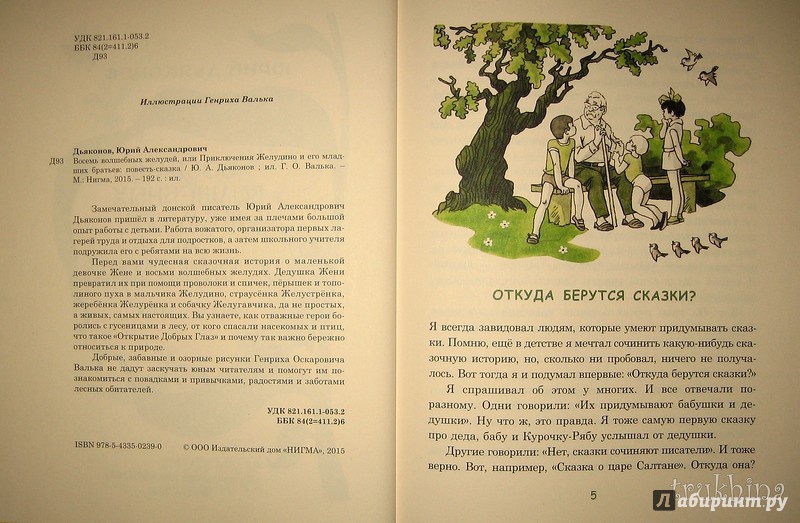 УДК 821.161.1-053.2
ББК 84(2=411.2)6
Д93
Иллюстрации Генриха Валька
Дьяконов, Юрий Александрович
Д93 Восемь волшебных желудей, или Приключения Желудино и его млад-
ших братьев: повесть-сказка / Ю. А. Дьяконов ; ил. Г. О. Валька. –
М.: Нигма, 2015. – 192 с. : ил.
Замечательный донской писатель Юрий Александрович
Дьяконов пришёл в литературу, уже имея за плечами большой
опыт работы с детьми. Работа вожатого, организатора первых ла-
герей труда и отдыха для подростков, а затем школьного учителя
подружила его с ребятами на всю жизнь.
Перед вами чудесная сказочная история о маленькой
девочке Жене и восьми волшебных желудях. Дедушка Жени
превратил их при помощи проволоки и спичек, пёрышек и топо-
линого пуха в мальчика Желудино, страусёнка Желустрёнка,
жеребёнка Желурёнка и собачку Желугавчика, да не простых,
а живых, самых настоящих. Вы узнаете, как отважные герои бо-
ролись с гусеницами в лесу, от кого спасали насекомых и птиц,
что такое «Открытие Добрых Глаз» и почему так важно бережно
относиться к природе.
Добрые, забавные и озорные рисунки Генриха Оскаровича
Валька не дадут заскучать юным читателям и помогут им по-
знакомиться с повадками и привычками, радостями и заботами
лесных обитателей.
УДК 821.161.1-053.2
ББК 84(2=411.2)6
ISBN 978-5-4335-0239-0 © ООО Издательский дом «НИГМА», 2015
ОТКУДА БЕРУТСЯ СКАЗКИ?
Я всегда завидовал людям, которые умеют придумывать сказ-
ки. Помню, ещё в детстве я мечтал сочинить какую-нибудь ска-
зочную историю, но, сколько ни пробовал, ничего не получа-
лось. Вот тогда я и подумал впервые: «Откуда берутся сказки?»
Я спрашивал об этом у многих. И все отвечали по-
разному. Одни говорили: «Их придумывают бабушки и де-
душки». Ну что ж, это правда. Я тоже самую первую сказку
про деда, бабу и Курочку-Рябу услышал от дедушки.
Другие говорили: «Нет, сказки сочиняют писатели». И тоже
верно. Вот, например, «Сказка о царе Салтане». Откуда она?
5
trukhina
Лабиринт.ру